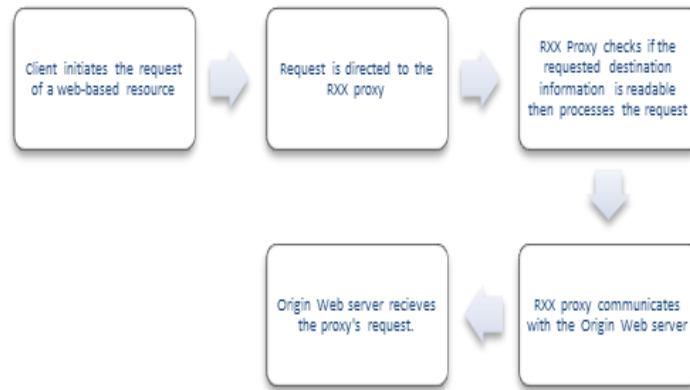 Client initiates the request
of a web-based resource
Request is directed to the
RXX proxy
RXX Proxy checks if the
requested destination
information is readable
then processes the request
RXX proxy communicates
with the Origin Web server
Origin Web server recieves
the proxy's request.